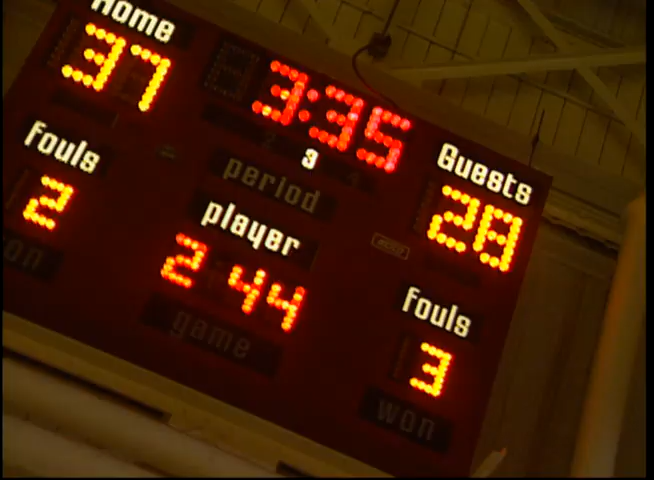 Home
37
3:35
Guests
28
3
period
fouls
2
player
2 44
game
fouls
3
won